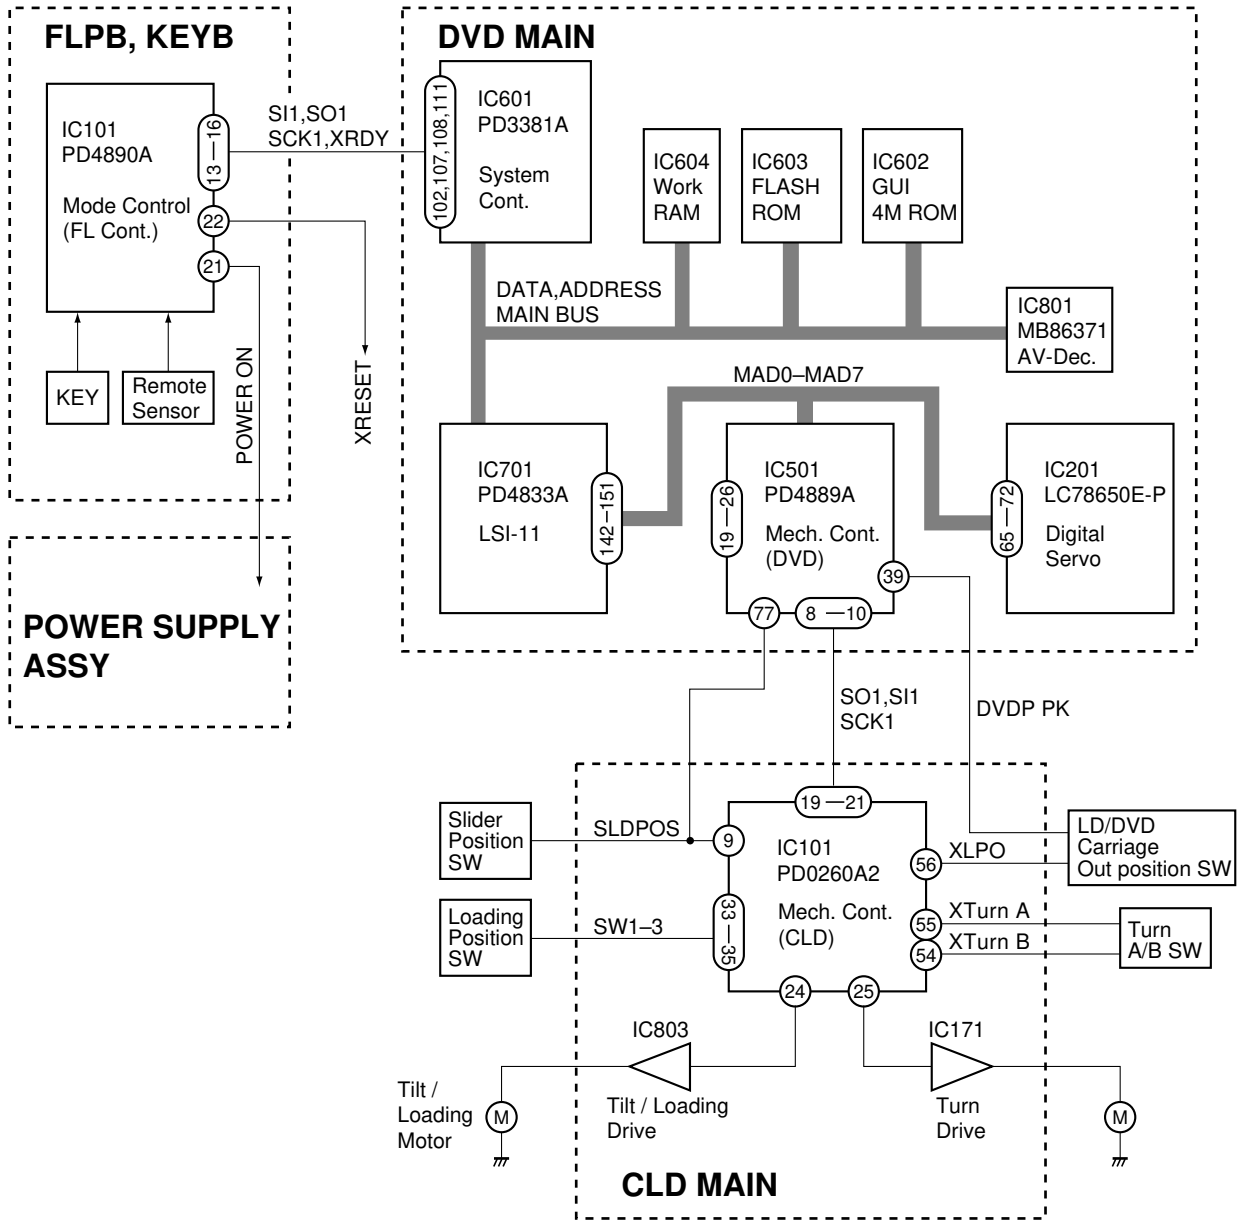 FLPB, KEYB
IC101
PD4890A
Mode Control
(FL Cont.)
13 — 16
22
21
SI1,SO1
SCK1,XRDY
KEY
Remote
Sensor
POWER ON
XRESET
POWER SUPPLY
ASSY
DVD MAIN
102,107,108,111
IC601
PD3381A
System
Cont.
IC604
Work
RAM
IC603
FLASH
ROM
IC602
GUI
4M ROM
DATA,ADDRESS
MAIN BUS
IC801
MB86371
AV-Dec.
MAD0–MAD7
IC701
PD4833A
LSI-11
142–151
IC501
PD4889A
Mech. Cont.
(DVD)
19 — 26
39
77
8 — 10
IC201
LC78650E-P
Digital
Servo
65 — 72
SO1,SI1
SCK1
DVDP PK
Slider
Position
SW
SLDPOS
9
19 — 21
IC101
PD0260A2
Mech. Cont.
(CLD)
56
XLPO
LD/DVD
Carriage
Out position SW
Loading
Position
SW
SW1–3
33 — 35
55
XTurn A
54
XTurn B
Turn
A/B SW
24
25
IC803
IC171
Tilt /
Loading
Motor
M
Tilt / Loading
Drive
Turn
Drive
M
CLD MAIN